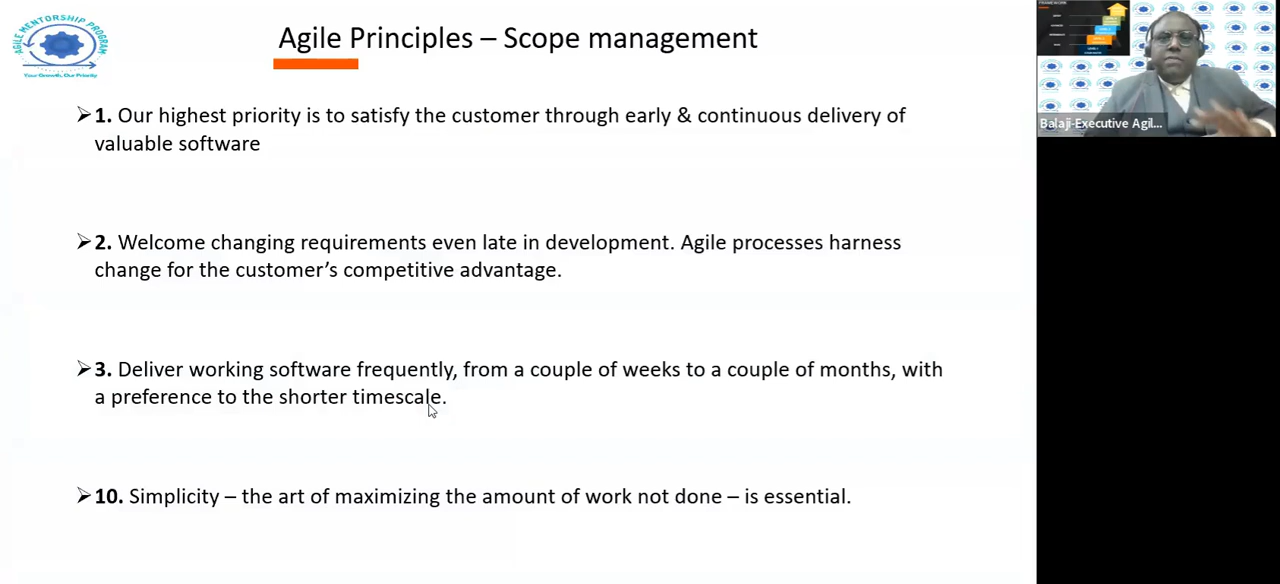 AGILE MENTORSHIP PROGRAM
Your Growth, Our Priority
Agile Principles – Scope management
➢1. Our highest priority is to satisfy the customer through early & continuous delivery of
valuable software
➢2. Welcome changing requirements even late in development. Agile processes harness
change for the customer’s competitive advantage.
➢3. Deliver working software frequently, from a couple of weeks to a couple of months, with
a preference to the shorter timescale.
➢10. Simplicity – the art of maximizing the amount of work not done – is essential.
Balaji-Executive Agil...